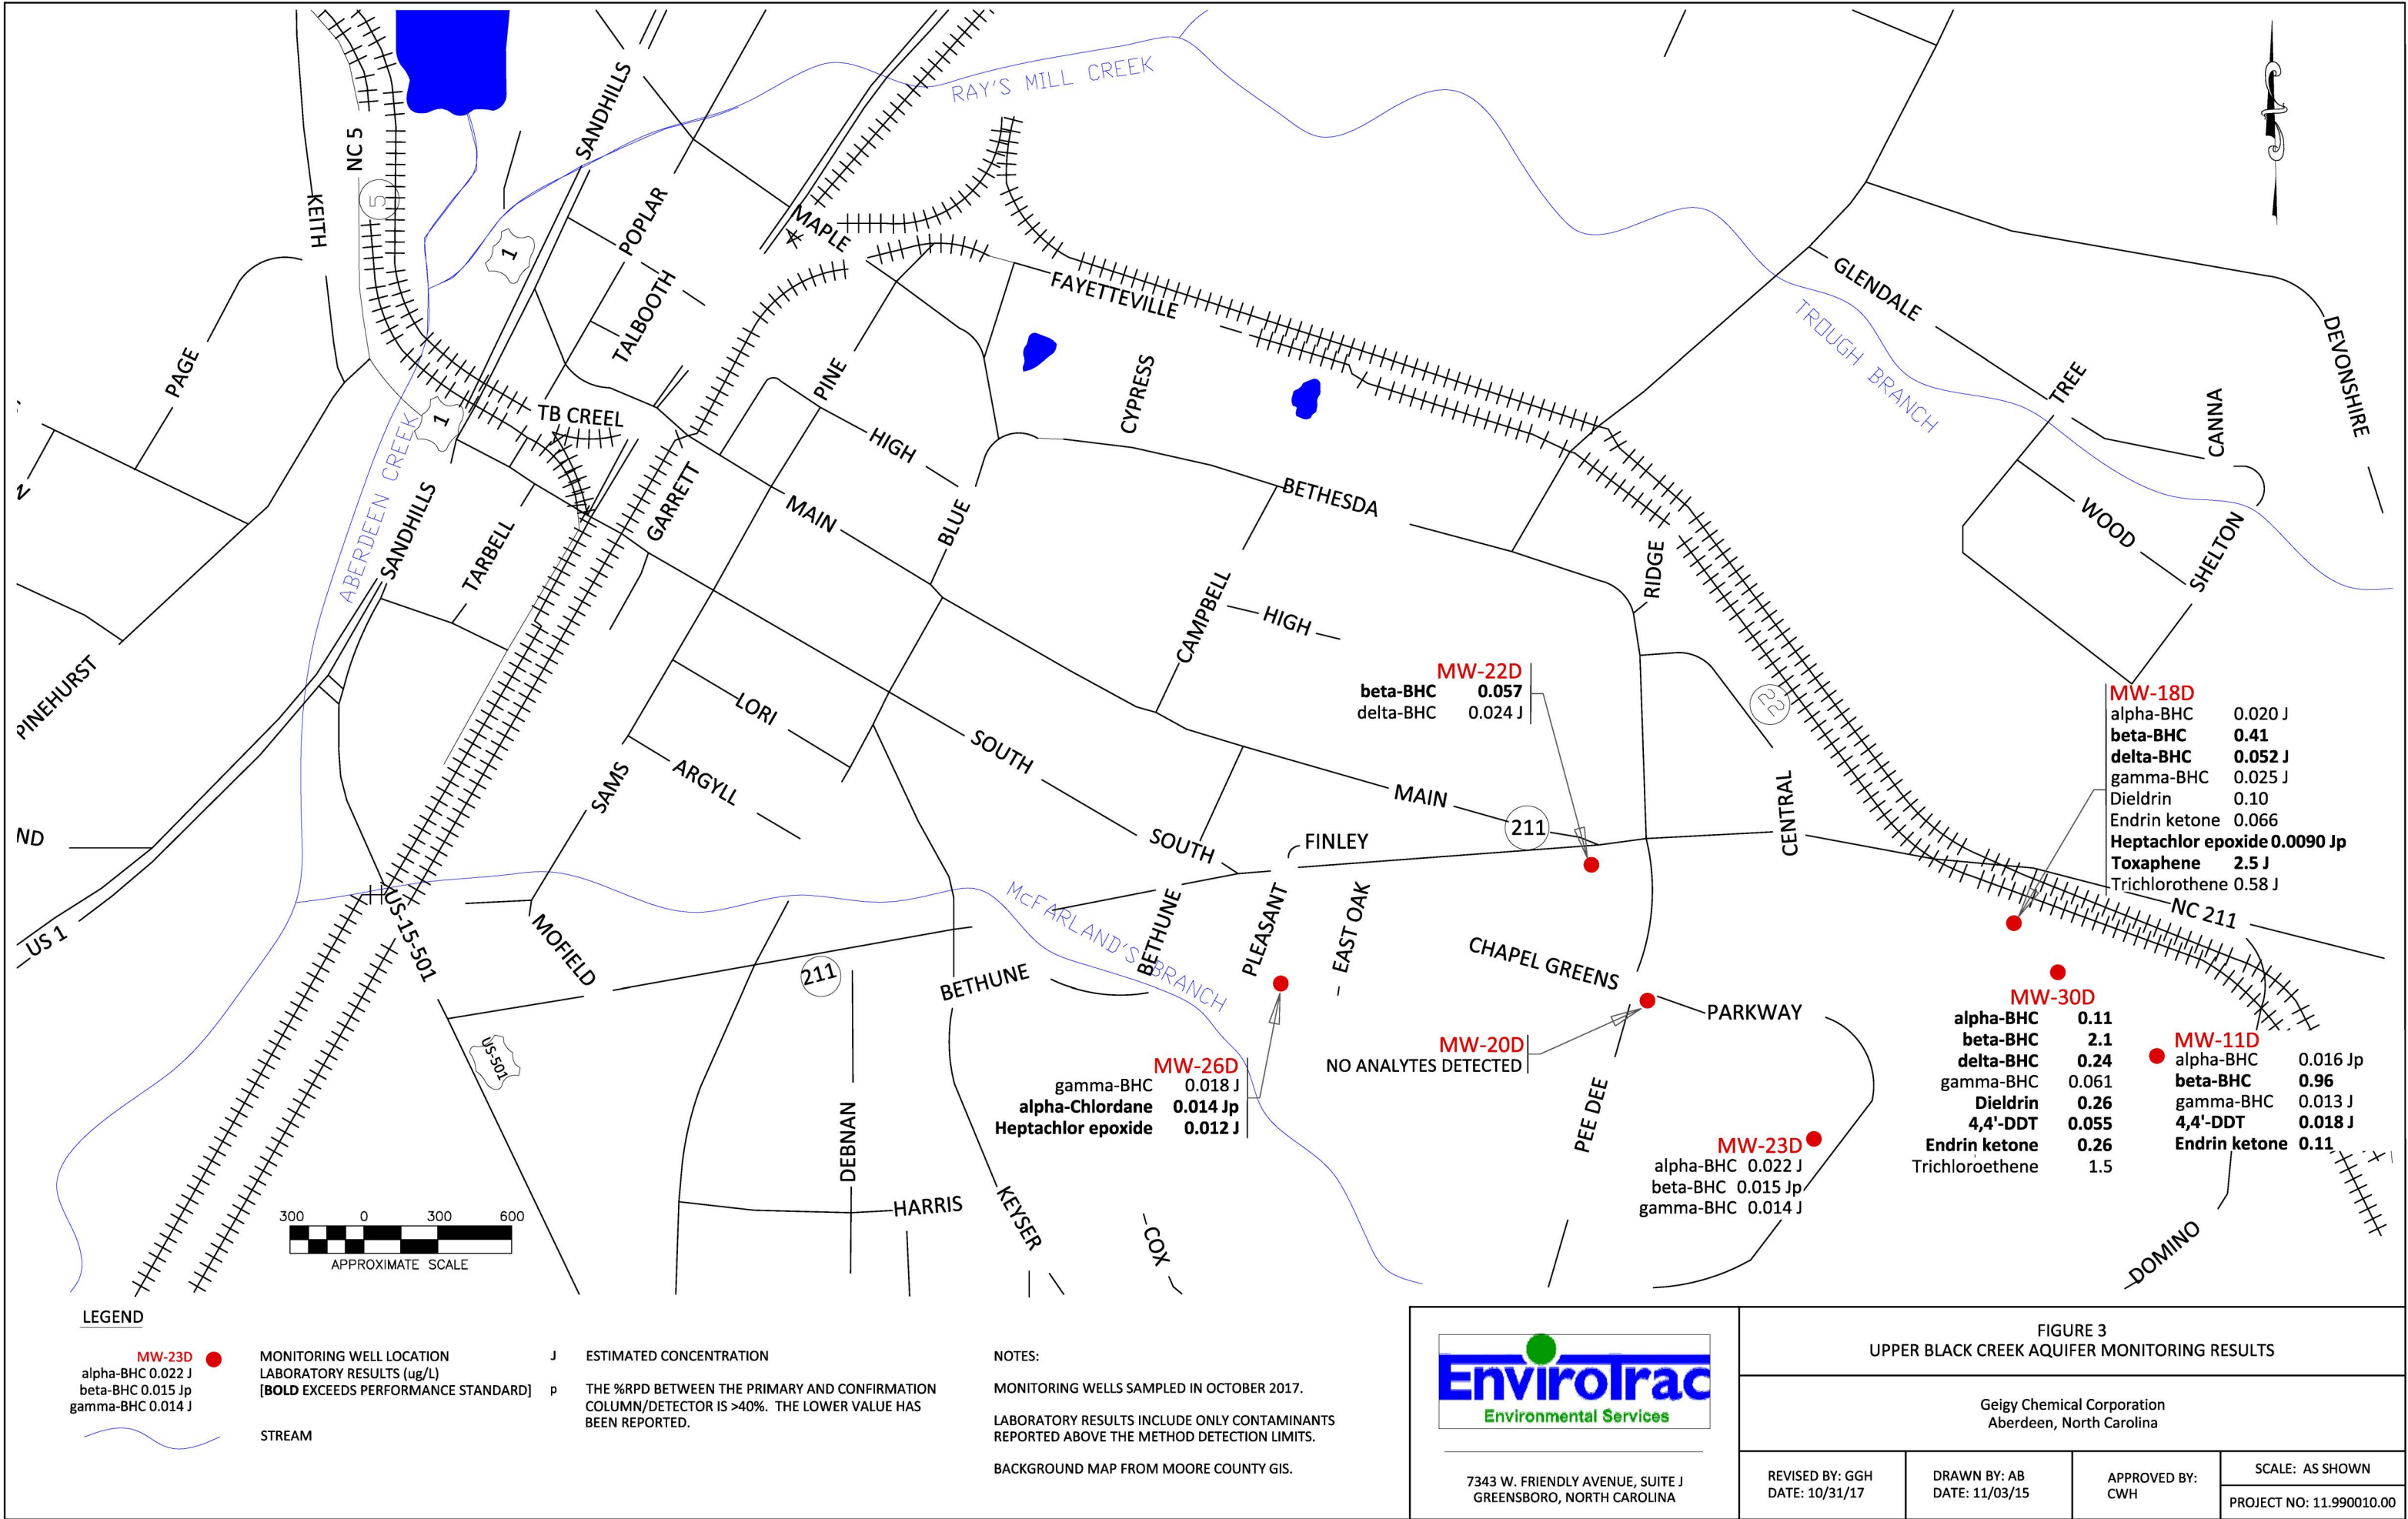 RAY'S MILL CREEK
SANDHILLS
NC 5
KEITH
5
1
POPLAR
MAPLE
TALBOOTH
FAYETTEVILLE
GLENDALE
TROUGH BRANCH
DEVONSHIRE
PAGE
PINE
CYPRESS
TREE
CANNA
1
TB CREEL
HIGH
BETHESDA
ABERDEEN CREEK
SANDHILLS
GARRETT
MAIN
BLUE
WOOD
SHELTON
TARBELL
RIDGE
CAMPBELL
HIGH
PINEHURST
LORI
SOUTH
22
ARGYLL
SAMS
MAIN
CENTRAL
211
FINLEY
SOUTH
ND
US 1
US-15-501
MOFIELD
211
McFARLAND'S BRANCH
BETHUNE
BETHUNE
PLEASANT
EAST OAK
CHAPEL GREENS
PARKWAY
NC 211
US-501
PEE DEE
DEBNAN
HARRIS
KEYSER
COX
DOMINO
MW-22D
beta-BHC 0.057
delta-BHC 0.024 J
MW-18D
alpha-BHC 0.020 J
beta-BHC 0.41
delta-BHC 0.052 J
gamma-BHC 0.025 J
Dieldrin 0.10
Endrin ketone 0.066
Heptachlor epoxide 0.0090 Jp
Toxaphene 2.5 J
Trichlorothene 0.58 J
MW-30D
alpha-BHC 0.11
beta-BHC 2.1
delta-BHC 0.24
gamma-BHC 0.061
Dieldrin 0.26
4,4'-DDT 0.055
Endrin ketone 0.26
Trichloroethene 1.5
MW-11D
alpha-BHC 0.016 Jp
beta-BHC 0.96
gamma-BHC 0.013 J
4,4'-DDT 0.018 J
Endrin ketone 0.11
MW-20D
NO ANALYTES DETECTED
MW-26D
gamma-BHC 0.018 J
alpha-Chlordane 0.014 Jp
Heptachlor epoxide 0.012 J
MW-23D
alpha-BHC 0.022 J
beta-BHC 0.015 Jp
gamma-BHC 0.014 J
300 0 300 600
APPROXIMATE SCALE
LEGEND
MW-23D
alpha-BHC 0.022 J
beta-BHC 0.015 Jp
gamma-BHC 0.014 J
MONITORING WELL LOCATION
LABORATORY RESULTS (ug/L)
[BOLD EXCEEDS PERFORMANCE STANDARD]
STREAM
J ESTIMATED CONCENTRATION
p THE %RPD BETWEEN THE PRIMARY AND CONFIRMATION
COLUMN/DETECTOR IS >40%. THE LOWER VALUE HAS
BEEN REPORTED.
NOTES:
MONITORING WELLS SAMPLED IN OCTOBER 2017.
LABORATORY RESULTS INCLUDE ONLY CONTAMINANTS
REPORTED ABOVE THE METHOD DETECTION LIMITS.
BACKGROUND MAP FROM MOORE COUNTY GIS.
EnviroTrac
Environmental Services
7343 W. FRIENDLY AVENUE, SUITE J
GREENSBORO, NORTH CAROLINA
FIGURE 3
UPPER BLACK CREEK AQUIFER MONITORING RESULTS
Geigy Chemical Corporation
Aberdeen, North Carolina
REVISED BY: GGH
DATE: 10/31/17
DRAWN BY: AB
DATE: 11/03/15
APPROVED BY:
CWH
SCALE: AS SHOWN
PROJECT NO: 11.990010.00